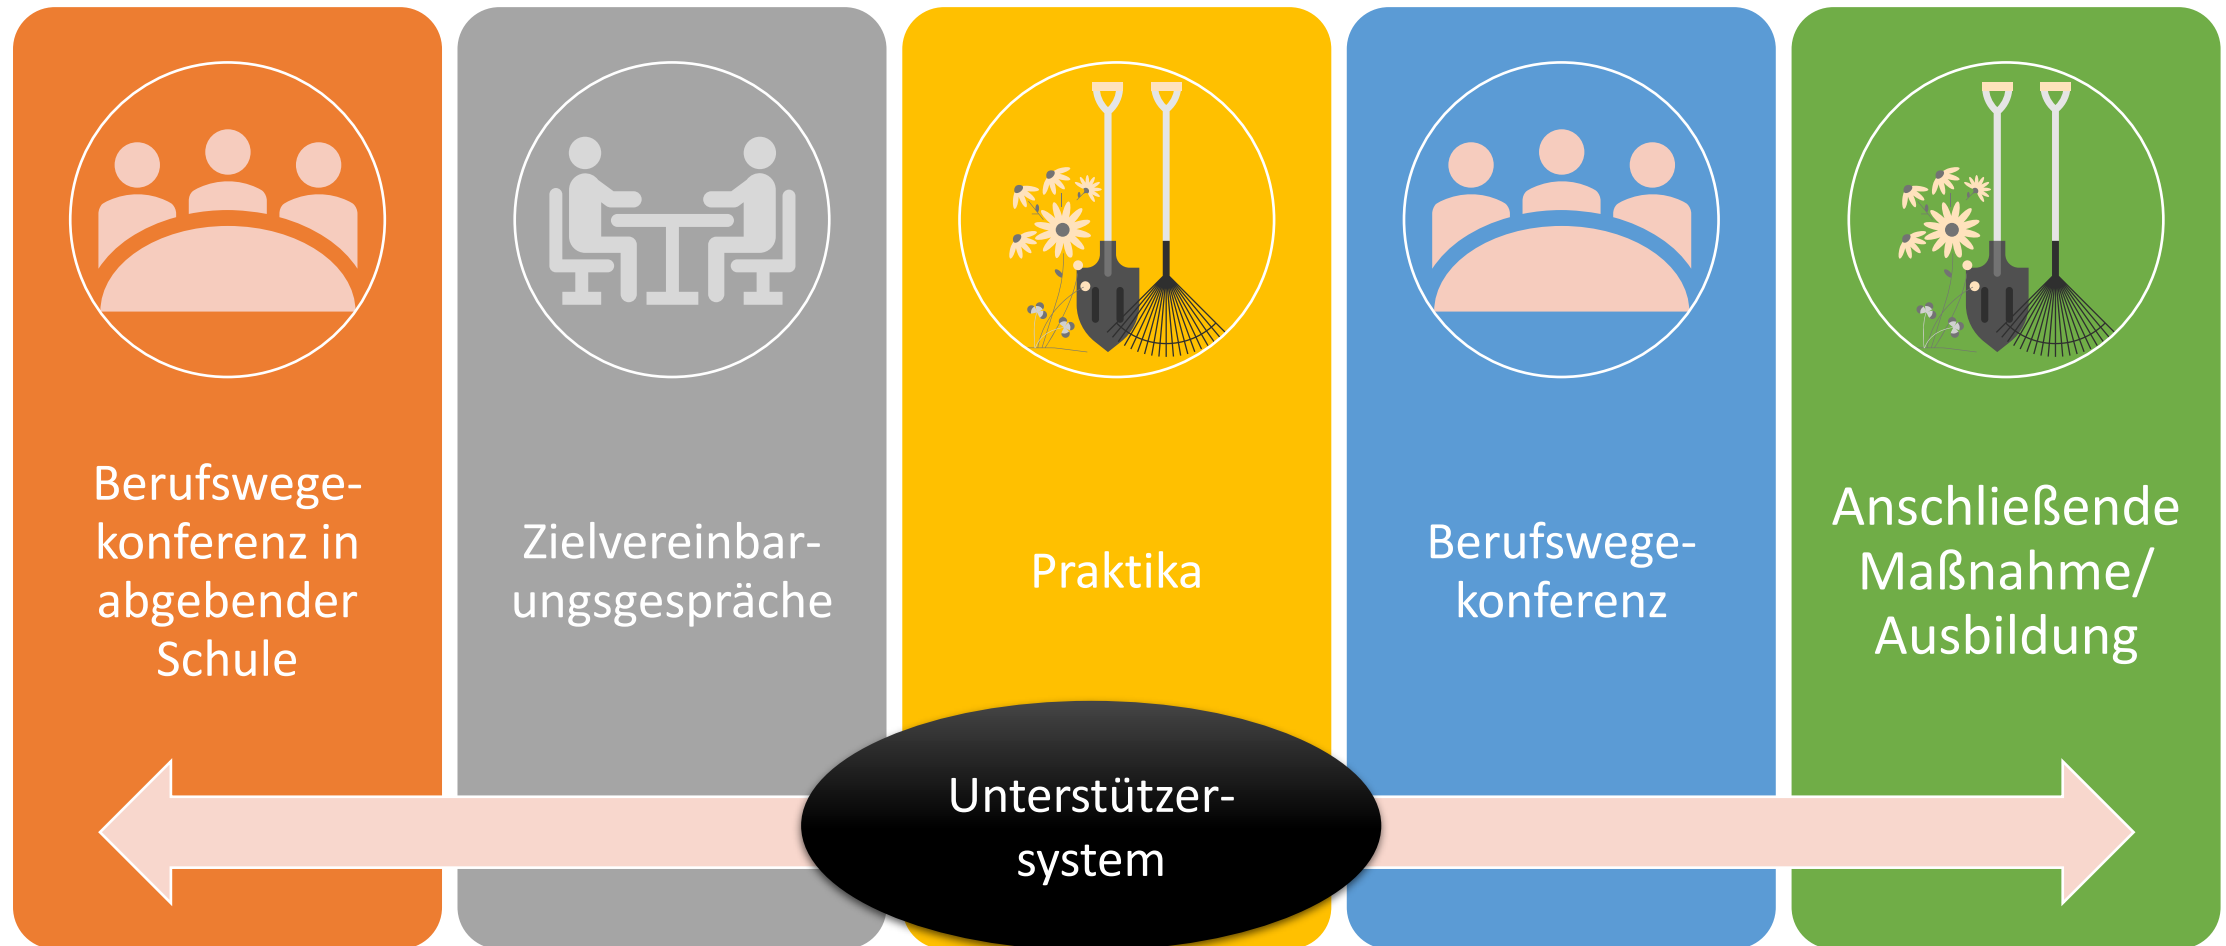 Berufswege-
konferenz in
abgebender
Schule
Zielvereinbar-
ungsgespräche
Praktika
Berufswege-
konferenz
Anschließende
Maßnahme/
Ausbildung
Unterstützer-
system